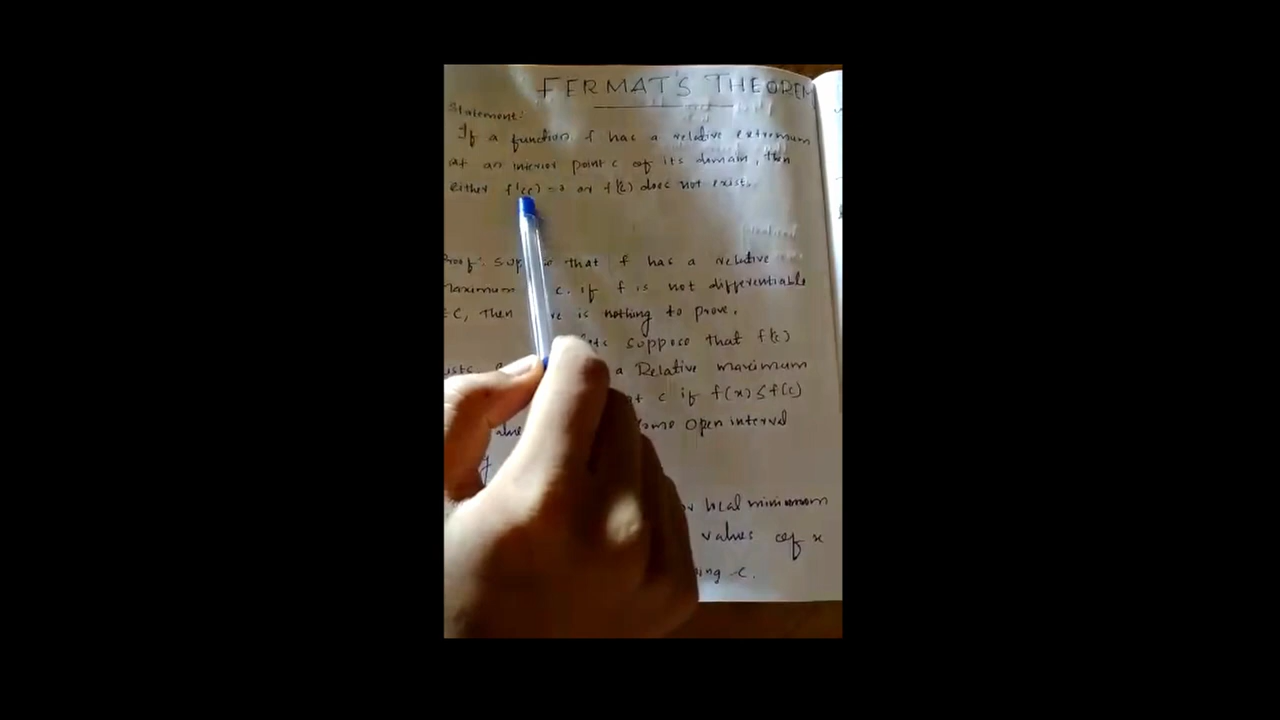 FERMAT'S THEOREM
Statement:
If a function f has a relative extremum
at an interior point c of its domain, then
either f'(c) = 0 or f'(c) does not exist.
Proof: Suppose that f has a relative
Maximum c. if f is not differentiable
C, then is nothing to prove.
suppose that f'(c)
a Relative maximum
at c if f(x) ≤ f(c)
some Open interval
or local minimum
values of x
c.